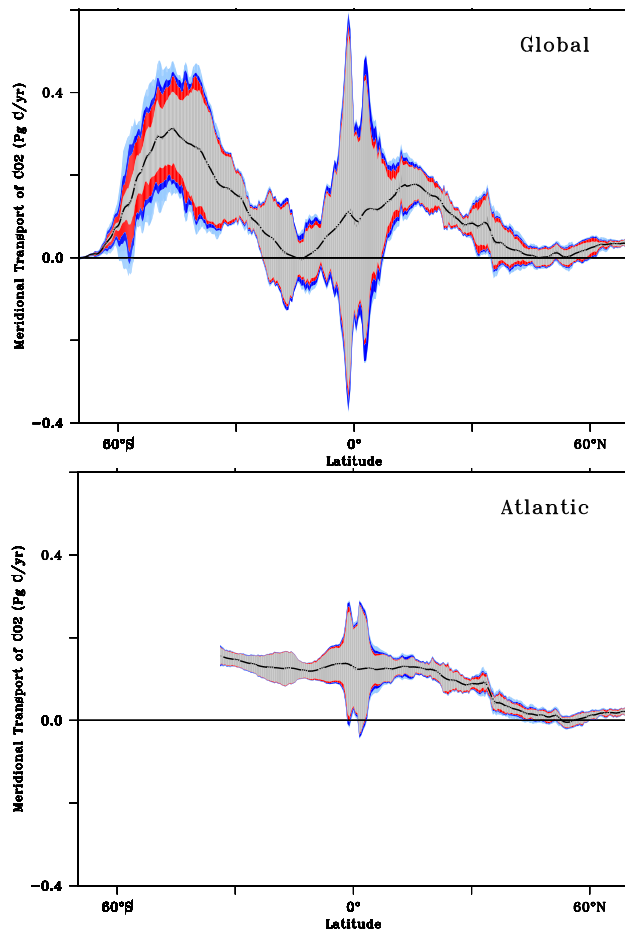 Global
Meridional Transport of CO2 (Pg C/yr)
0.4
0.0
−0.4
60°S
0°
60°N
Latitude
Atlantic
Meridional Transport of CO2 (Pg C/yr)
0.4
0.0
−0.4
60°S
0°
60°N
Latitude